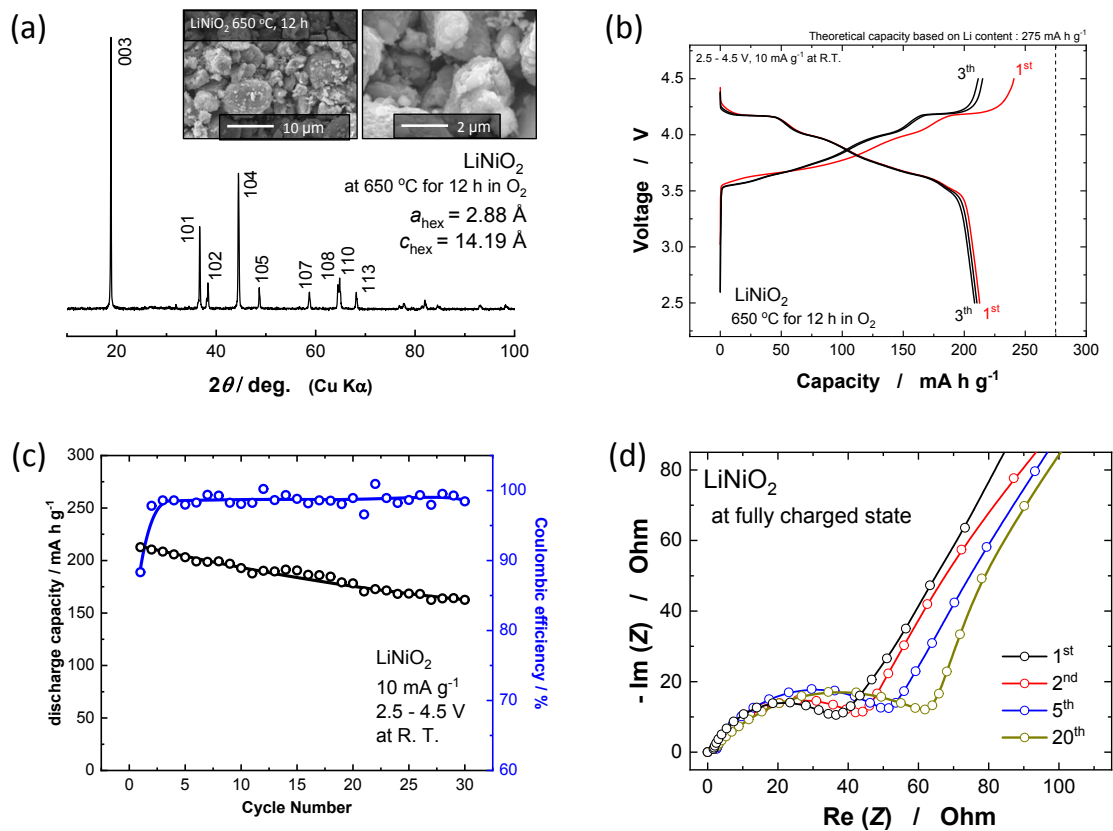 (a)
LiNiO2 650 °C, 12 h
10 μm
2 μm
LiNiO2
at 650 °C for 12 h in O2
ahex = 2.88 Å
chex = 14.19 Å
003
101
102
104
105
107
108
110
113
20 40 60 80 100
2θ / deg. (Cu Kα)
(b)
Theoretical capacity based on Li content : 275 mA h g-1
2.5 - 4.5 V, 10 mA g-1 at R.T.
3th
1st
4.5
4.0
3.5
3.0
2.5
Voltage / V
LiNiO2
650 °C for 12 h in O2
3th
1st
0 50 100 150 200 250 300
Capacity / mA h g-1
(c)
300
250
200
150
100
50
0
discharge capacity / mA h g-1
100
90
80
70
60
Coulombic efficiency / %
LiNiO2
10 mA g-1
2.5 - 4.5 V
at R. T.
0 5 10 15 20 25 30
Cycle Number
(d)
LiNiO2
at fully charged state
80
60
40
20
0
-Im (Z) / Ohm
1st
2nd
5th
20th
0 20 40 60 80 100
Re (Z) / Ohm